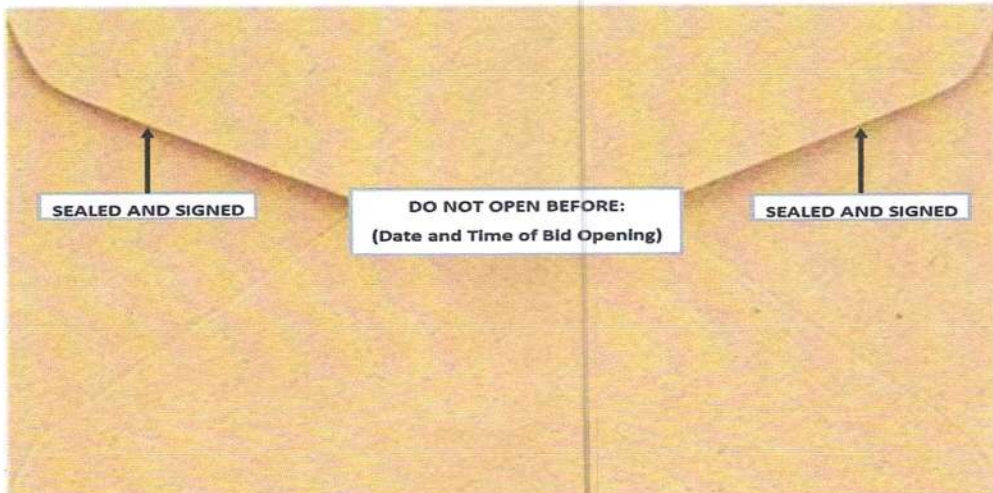 SEALED AND SIGNED
DO NOT OPEN BEFORE:
(Date and Time of Bid Opening)
SEALED AND SIGNED